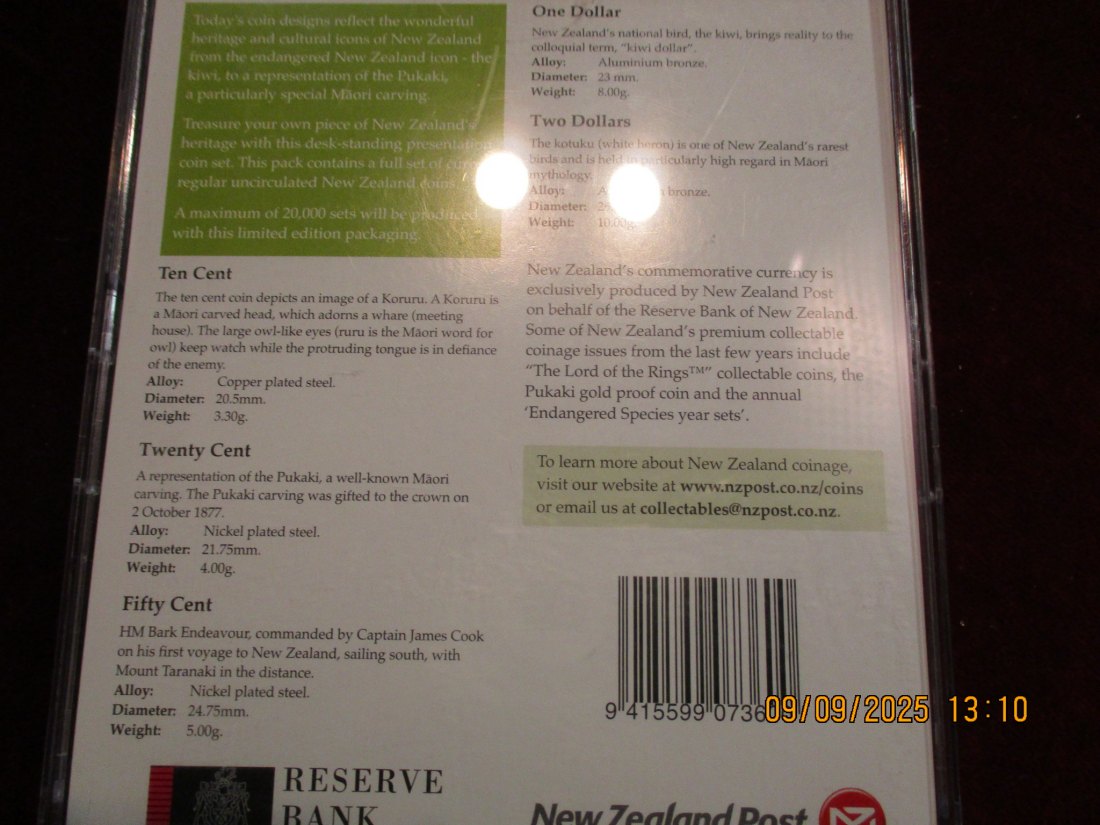 Today's coin designs reflect the wonderful
heritage and cultural icons of New Zealand
from the endangered New Zealand icon - the
kiwi, to a representation of the Pukaki,
a particularly special Māori carving.
Treasure your own piece of New Zealand's
heritage with this desk-standing presentation
coin set. This pack contains a full set of
regular uncirculated New Zealand coins.
A maximum of 20,000 sets will be produced
with this limited edition packaging.
Ten Cent
The ten cent coin depicts an image of a Koruru. A Koruru is
a Māori carved head, which adorns a whare (meeting
house). The large owl-like eyes (ruru is the Māori word for
owl) keep watch while the protruding tongue is in defiance
of the enemy.
Alloy: Copper plated steel.
Diameter: 20.5mm.
Weight: 3.30g.
Twenty Cent
A representation of the Pukaki, a well-known Māori
carving. The Pukaki carving was gifted to the crown on
2 October 1877.
Alloy: Nickel plated steel.
Diameter: 21.75mm.
Weight: 4.00g.
Fifty Cent
HM Bark Endeavour, commanded by Captain James Cook
on his first voyage to New Zealand, sailing south, with
Mount Taranaki in the distance.
Alloy: Nickel plated steel.
Diameter: 24.75mm.
Weight: 5.00g.
RESERVE
BANK
One Dollar
New Zealand's national bird, the kiwi, brings reality to the
colloquial term, "kiwi dollar".
Alloy: Aluminium bronze.
Diameter: 23 mm.
Weight: 8.00g.
Two Dollars
The kotuku (white heron) is one of New Zealand's rarest
birds and is held in particularly high regard in Māori
mythology.
Alloy: bronze.
Diameter:
Weight: 10.00g.
New Zealand's commemorative currency is
exclusively produced by New Zealand Post
on behalf of the Reserve Bank of New Zealand.
Some of New Zealand's premium collectable
coinage issues from the last few years include
"The Lord of the Rings™" collectable coins, the
Pukaki gold proof coin and the annual
'Endangered Species year sets'.
To learn more about New Zealand coinage,
visit our website at www.nzpost.co.nz/coins
or email us at collectables@nzpost.co.nz.
9 415599 0736
09/09/2025 13:10
New Zealand Post